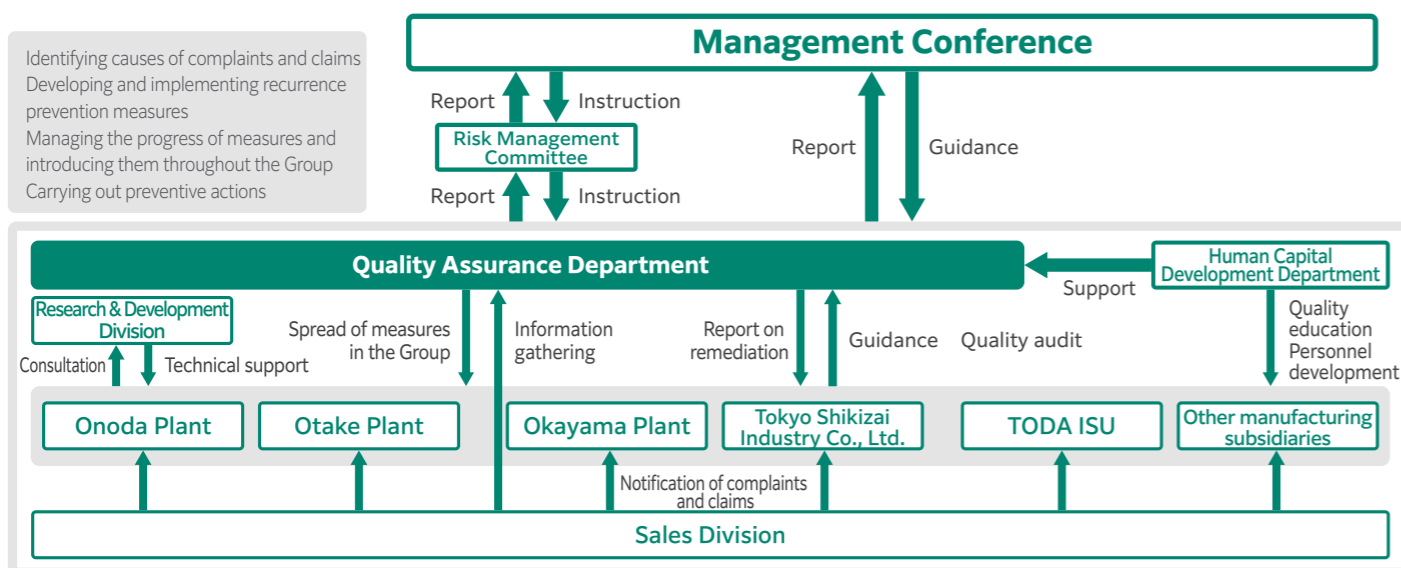 Management Conference
Identifying causes of complaints and claims
Developing and implementing recurrence
prevention measures
Managing the progress of measures and
introducing them throughout the Group
Carrying out preventive actions
Report
Instruction
Risk Management
Committee
Report
Instruction
Report
Guidance
Quality Assurance Department
Human Capital
Development Department
Support
Research & Development
Division
Consultation
Technical support
Spread of measures
in the Group
Information
gathering
Report on
remediation
Guidance
Quality audit
Quality
education
Personnel
development
Onoda Plant
Otake Plant
Okayama Plant
Tokyo Shikizai
Industry Co., Ltd.
TODA ISU
Other manufacturing
subsidiaries
Notification of complaints
and claims
Sales Division